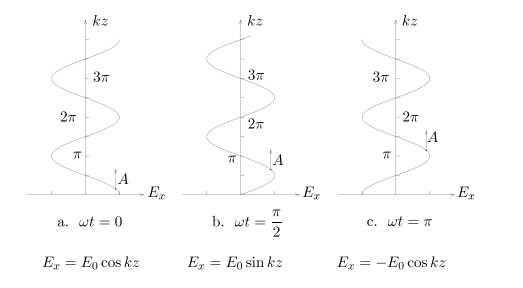 kz
3π
2π
π
A
E_x
a. ωt = 0
E_x = E_0 cos kz
kz
3π
2π
π
A
E_x
b. ωt = π/2
E_x = E_0 sin kz
kz
3π
2π
π
A
E_x
c. ωt = π
E_x = −E_0 cos kz